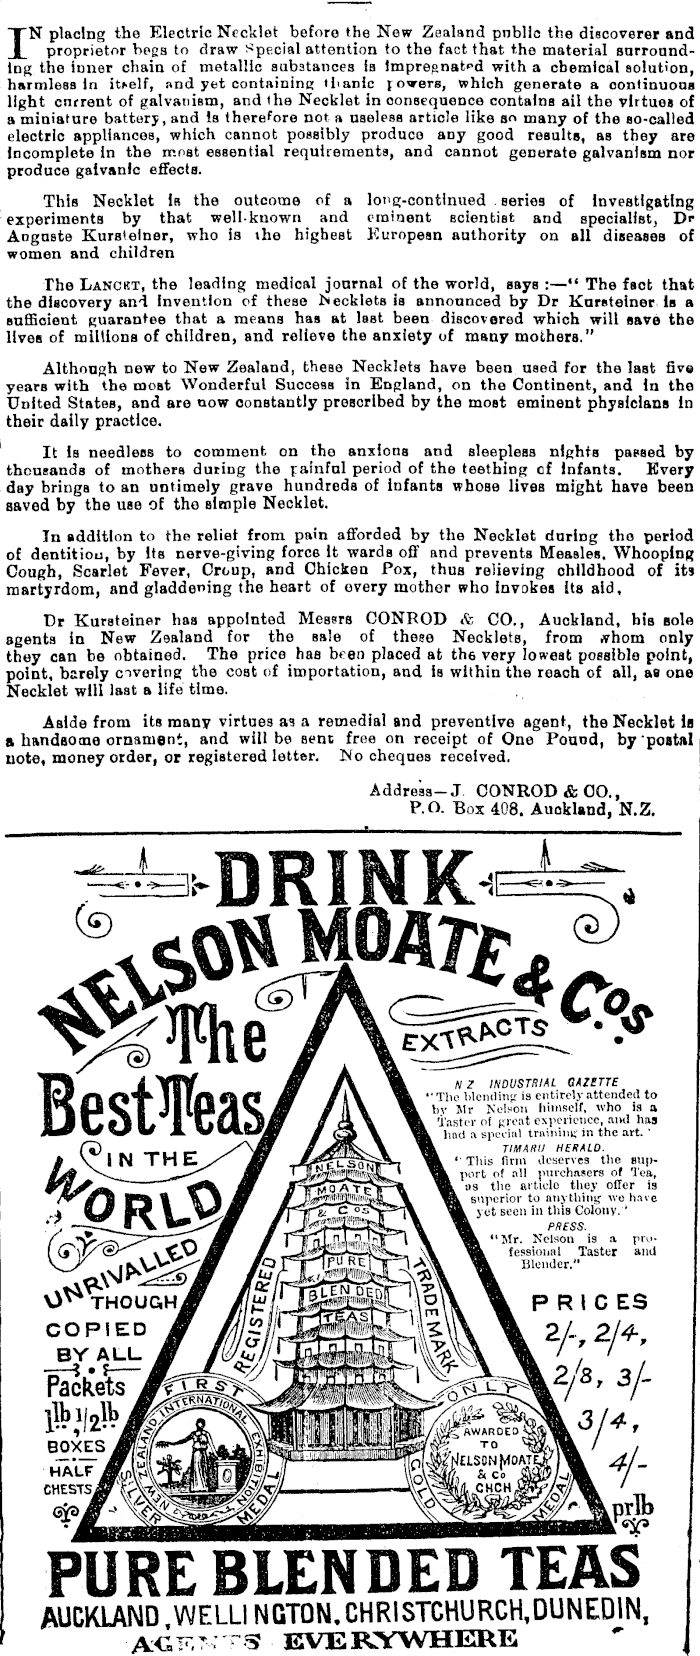 IN placing the Electric Necklet before the New Zealand public the discoverer and
proprietor begs to draw special attention to the fact that the material surround-
ing the inner chain of metallic substances is impregnated with a chemical solution,
harmless in itself, and yet containing titanic powers, which generate a continuous
light current of galvanism, and the Necklet in consequence contains all the virtues of
a miniature battery, and is therefore not a useless article like so many of the so-called
electric appliances, which cannot possibly produce any good results, as they are
incomplete in the most essential requirements, and cannot generate galvanism nor
produce galvanic effects.
This Necklet is the outcome of a long-continued series of investigating
experiments by that well-known and eminent scientist and specialist, Dr
Auguste Kursteiner, who is the highest European authority on all diseases of
women and children
The LANCET, the leading medical journal of the world, says :—“ The fact that
the discovery and invention of these Necklets is announced by Dr Kursteiner is a
sufficient guarantee that a means has at last been discovered which will save the
lives of millions of children, and relieve the anxiety of many mothers.”
Although new to New Zealand, these Necklets have been used for the last five
years with the most Wonderful Success in England, on the Continent, and in the
United States, and are now constantly prescribed by the most eminent physicians in
their daily practice.
It is needless to comment on the anxious and sleepless nights passed by
thousands of mothers during the painful period of the teething of infants. Every
day brings to an untimely grave hundreds of infants whose lives might have been
saved by the use of the simple Necklet.
In addition to the relief from pain afforded by the Necklet during the period
of dentition, by its nerve-giving force it wards off and prevents Measles, Whooping
Cough, Scarlet Fever, Croup, and Chicken Pox, thus relieving childhood of its
martyrdom, and gladdening the heart of every mother who invokes its aid.
Dr Kursteiner has appointed Messrs CONROD & CO., Auckland, his sole
agents in New Zealand for the sale of these Necklets, from whom only
they can be obtained. The price has been placed at the very lowest possible point,
point, barely covering the cost of importation, and is within the reach of all, as one
Necklet will last a life time.
Aside from its many virtues as a remedial and preventive agent, the Necklet is
a handsome ornament, and will be sent free on receipt of One Pound, by postal
note, money order, or registered letter. No cheques received.
Address—J. CONROD & CO.,
P.O. Box 408, Auckland, N.Z.
DRINK
NELSON MOATE & Cos.
EXTRACTS
The
Best Teas
IN THE
WORLD
UNRIVALLED
THOUGH
COPIED
BY ALL
Packets
1lb, 1/2lb
BOXES
HALF
CHESTS
NELSON
MOATE
& Cos
PURE
BLENDED
TEAS
REGISTERED
TRADEMARK
FIRST
NEW ZEALAND INTERNATIONAL EXHIBITION
SILVER MEDAL
ONLY
AWARDED
TO
NELSON MOATE
& Co
CHCH
GOLD MEDAL
N Z INDUSTRIAL GAZETTE
“The blending is entirely attended to
by Mr Nelson himself, who is a
Taster of great experience, and has
had a special training in the art.’
TIMARU HERALD.
“This firm deserves the sup-
port of all purchasers of Tea,
as the article they offer is
superior to anything we have
yet seen in this Colony.’
PRESS.
“Mr. Nelson is a pro-
fessional Taster and
Blender.”
PRICES
2/-, 2/4,
2/8, 3/-
3/4,
4/-
prlb
PURE BLENDED TEAS
AUCKLAND, WELLINGTON, CHRISTCHURCH, DUNEDIN,
AGENTS EVERYWHERE